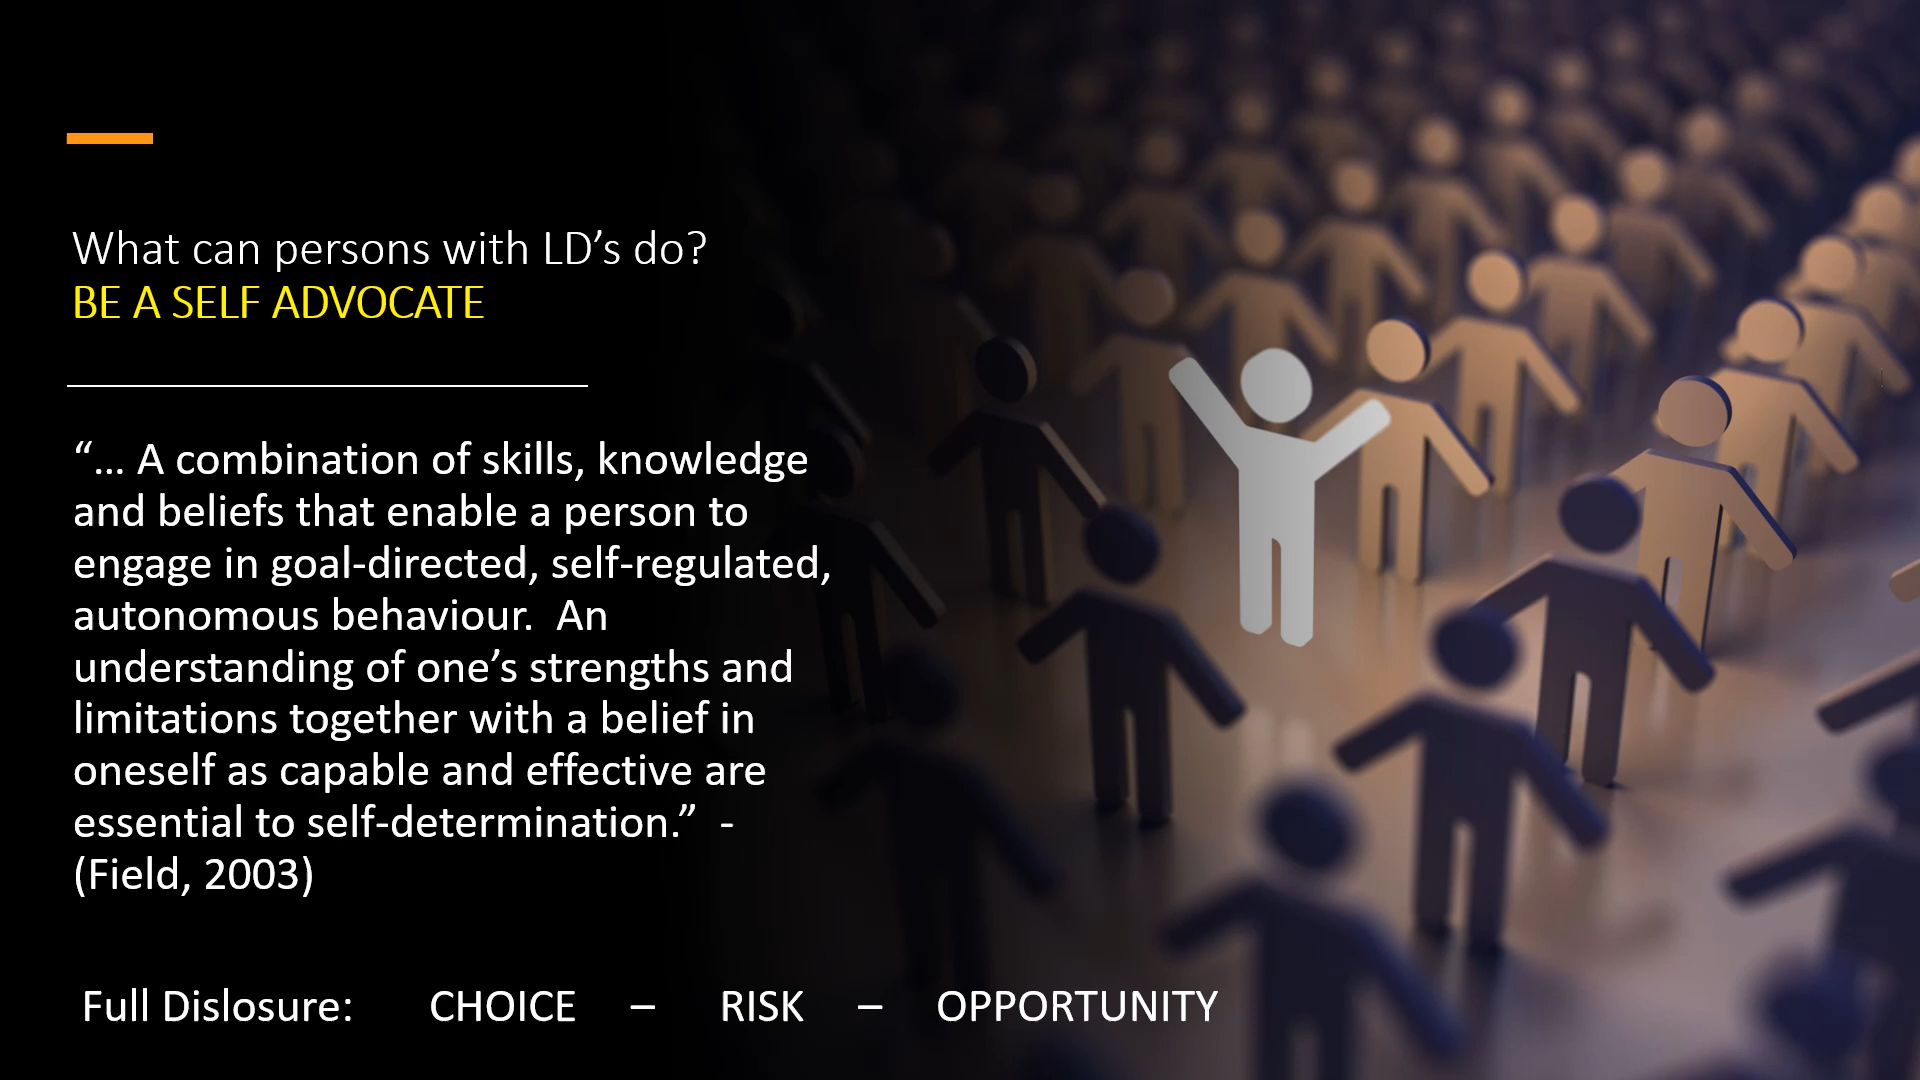 What can persons with LD’s do?
BE A SELF ADVOCATE
“... A combination of skills, knowledge
and beliefs that enable a person to
engage in goal-directed, self-regulated,
autonomous behaviour.  An
understanding of one’s strengths and
limitations together with a belief in
oneself as capable and effective are
essential to self-determination.”  -
(Field, 2003)
Full Dislosure: CHOICE – RISK – OPPORTUNITY